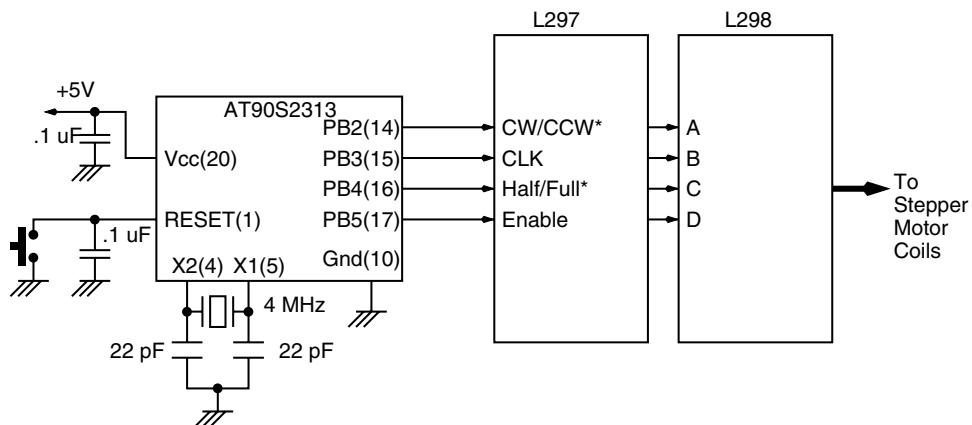 L297
L298
+5V
AT90S2313
.1 uF
Vcc(20)
PB2(14)
PB3(15)
PB4(16)
PB5(17)
CW/CCW*
CLK
Half/Full*
Enable
A
B
C
D
To
Stepper
Motor
Coils
RESET(1)
.1 uF
Gnd(10)
X2(4)
X1(5)
4 MHz
22 pF
22 pF